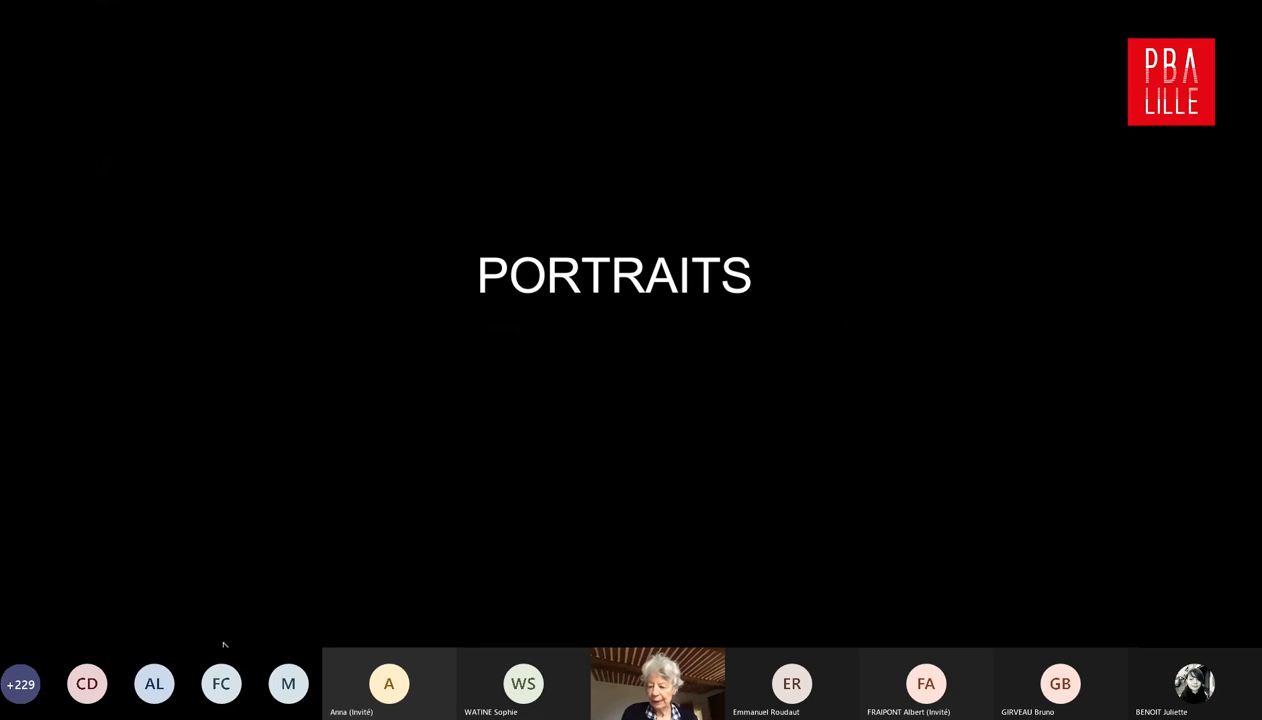 PBA
LILLE
PORTRAITS
+229
CD
AL
FC
M
A
WS
ER
FA
GB
Anna (Invité)
WATINE Sophie
Emmanuel Roudaut
FRAIPONT Albert (Invité)
GIRVEAU Bruno
BENOIT Juliette